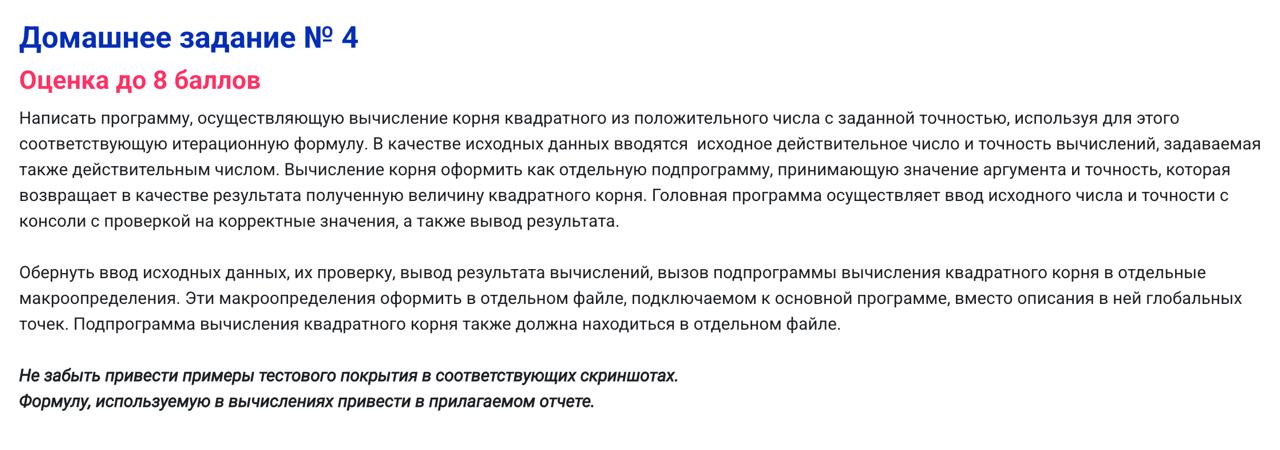 Домашнее задание № 4
Оценка до 8 баллов
Написать программу, осуществляющую вычисление корня квадратного из положительного числа с заданной точностью, используя для этого
соответствующую итерационную формулу. В качестве исходных данных вводятся  исходное действительное число и точность вычислений, задаваемая
также действительным числом. Вычисление корня оформить как отдельную подпрограмму, принимающую значение аргумента и точность, которая
возвращает в качестве результата полученную величину квадратного корня. Головная программа осуществляет ввод исходного числа и точности с
консоли с проверкой на корректные значения, а также вывод результата.
Обернуть ввод исходных данных, их проверку, вывод результата вычислений, вызов подпрограммы вычисления квадратного корня в отдельные
макроопределения. Эти макроопределения оформить в отдельном файле, подключаемом к основной программе, вместо описания в ней глобальных
точек. Подпрограмма вычисления квадратного корня также должна находиться в отдельном файле.
Не забыть привести примеры тестового покрытия в соответствующих скриншотах.
Формулу, используемую в вычислениях привести в прилагаемом отчете.